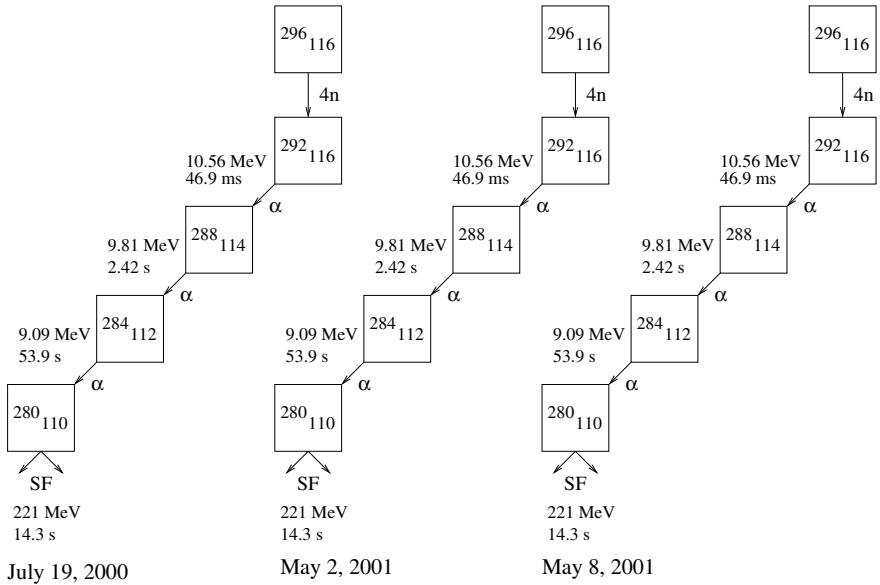 296 116
4n
292 116
10.56 MeV
46.9 ms
α
288 114
9.81 MeV
2.42 s
α
284 112
9.09 MeV
53.9 s
α
280 110
SF
221 MeV
14.3 s
July 19, 2000
296 116
4n
292 116
10.56 MeV
46.9 ms
α
288 114
9.81 MeV
2.42 s
α
284 112
9.09 MeV
53.9 s
α
280 110
SF
221 MeV
14.3 s
May 2, 2001
296 116
4n
292 116
10.56 MeV
46.9 ms
α
288 114
9.81 MeV
2.42 s
α
284 112
9.09 MeV
53.9 s
α
280 110
SF
221 MeV
14.3 s
May 8, 2001